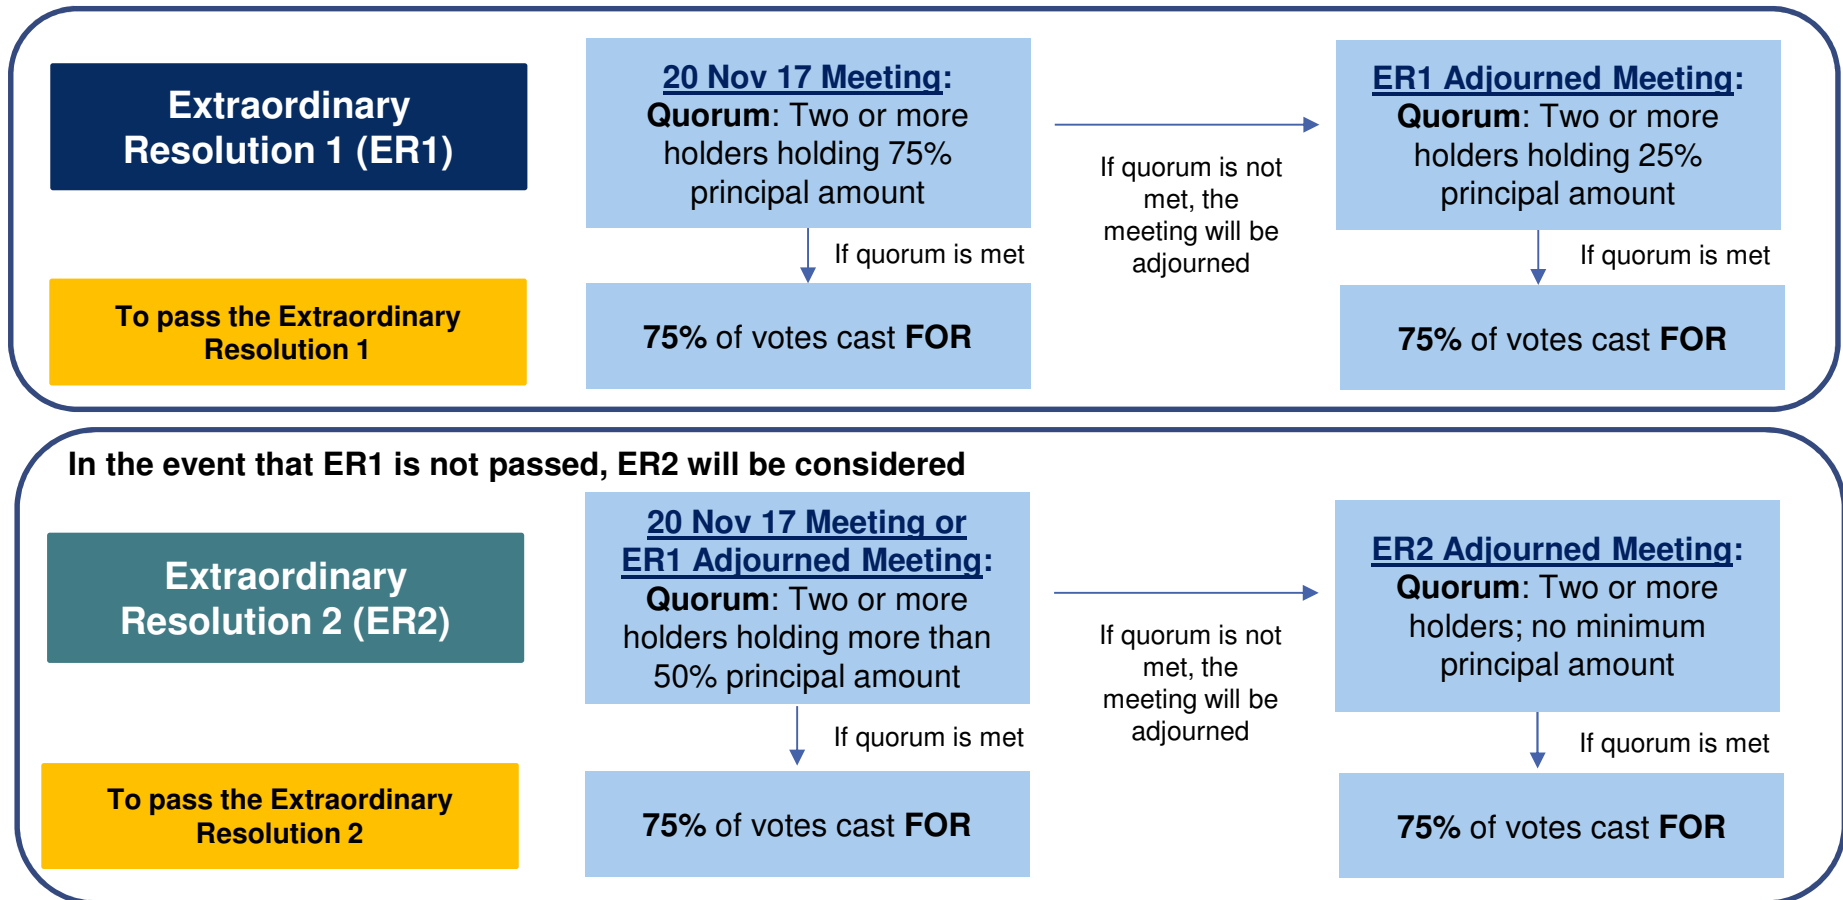 Extraordinary
Resolution 1 (ER1)
20 Nov 17 Meeting:
Quorum: Two or more
holders holding 75%
principal amount
If quorum is not
met, the
meeting will be
adjourned
ER1 Adjourned Meeting:
Quorum: Two or more
holders holding 25%
principal amount
If quorum is met
If quorum is met
To pass the Extraordinary
Resolution 1
75% of votes cast FOR
75% of votes cast FOR
In the event that ER1 is not passed, ER2 will be considered
Extraordinary
Resolution 2 (ER2)
20 Nov 17 Meeting or
ER1 Adjourned Meeting:
Quorum: Two or more
holders holding more than
50% principal amount
If quorum is not
met, the
meeting will be
adjourned
ER2 Adjourned Meeting:
Quorum: Two or more
holders; no minimum
principal amount
If quorum is met
If quorum is met
To pass the Extraordinary
Resolution 2
75% of votes cast FOR
75% of votes cast FOR